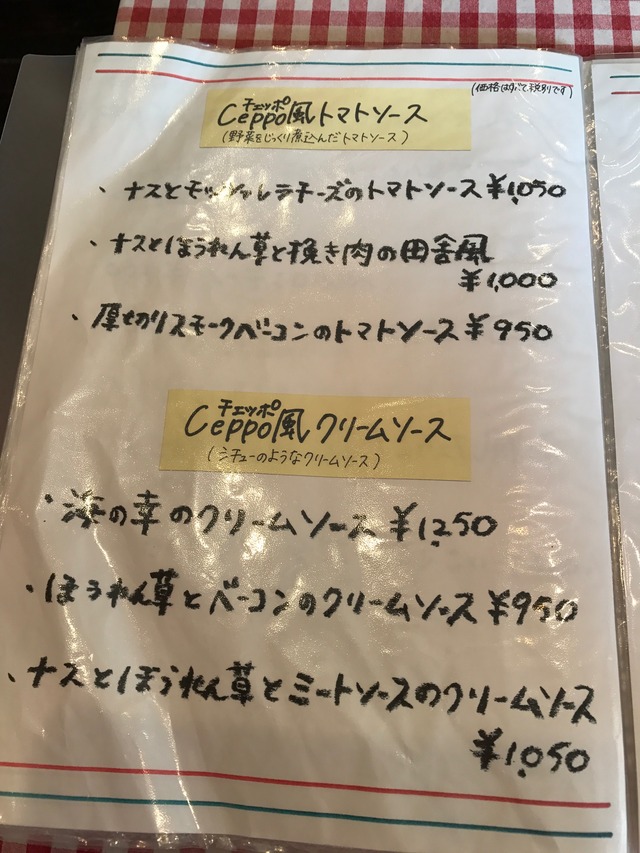 (価格はすべて税別です)
チェッポ
Ceppo風トマトソース
(野菜をじっくり煮込んだトマトソース)
・ナスとモッツァレラチーズのトマトソース ¥1,050
・ナスとほうれん草と挽き肉の田舎風
¥1,000
・厚切りスモークベーコンのトマトソース ¥950
チェッポ
Ceppo風クリームソース
(シチューのようなクリームソース)
・海の幸のクリームソース ¥1,250
・ほうれん草とベーコンのクリームソース ¥950
・ナスとほうれん草とミートソースのクリームソース
¥1,050